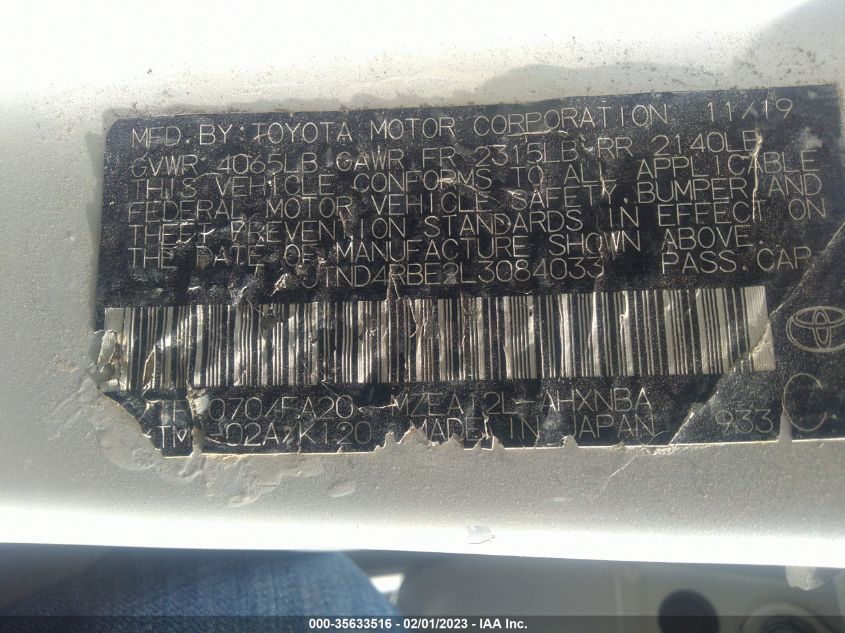 MFD. BY: TOYOTA MOTOR CORPORATION 11/19
GVWR 4065LB GAWR FR 2315LB RR 2140LB
THIS VEHICLE CONFORMS TO ALL APPLICABLE
FEDERAL MOTOR VEHICLE SAFETY, BUMPER AND
THEFT PREVENTION STANDARDS IN EFFECT ON
THE DATE OF MANUFACTURE SHOWN ABOVE.
JTND4RBE2L3084033 PASS. CAR
070/FA20 MZEA12L-AHXNBA
02A/K120 MADE IN JAPAN 933
C
000-35633516 - 02/01/2023 - IAA Inc.